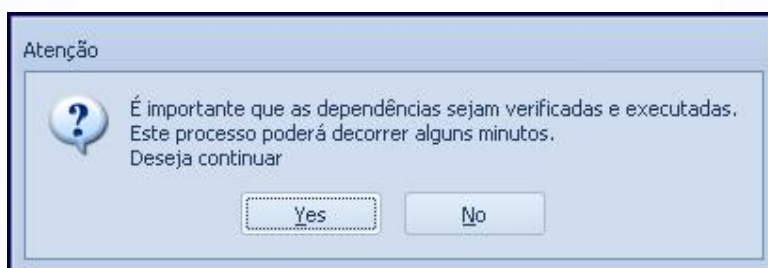 Atenção
É importante que as dependências sejam verificadas e executadas.
Este processo poderá decorrer alguns minutos.
Deseja continuar
Yes
No